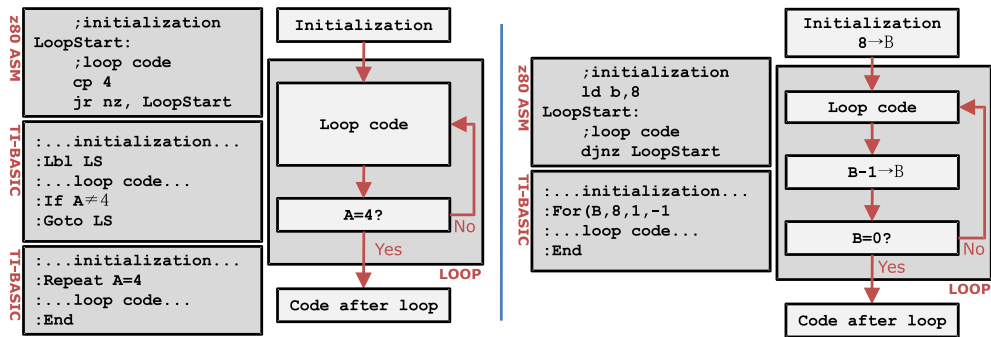 z80 ASM
;initialization
LoopStart:
;loop code
cp 4
jr nz, LoopStart
TI-BASIC
:...initialization...
:Lbl LS
:...loop code...
:If A≠4
:Goto LS
TI-BASIC
:...initialization...
:Repeat A=4
:...loop code...
:End
Initialization
Loop code
A=4?
No
Yes
LOOP
Code after loop
z80 ASM
;initialization
ld b,8
LoopStart:
;loop code
djnz LoopStart
TI-BASIC
:...initialization...
:For(B,8,1,-1
:...loop code...
:End
Initialization
8→B
Loop code
B-1→B
B=0?
No
Yes
LOOP
Code after loop